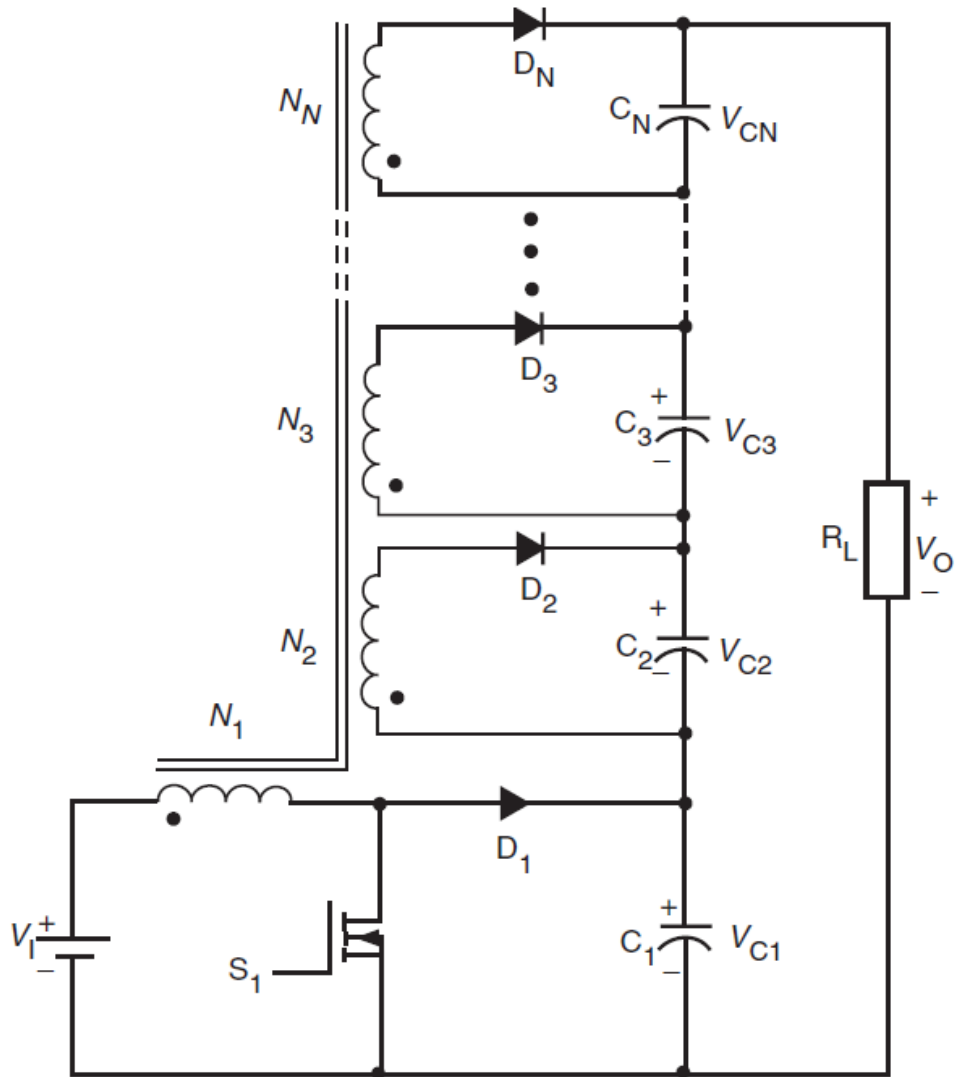 D_N
N_N
C_N
V_CN
D_3
N_3
+
C_3
V_C3
–
+
R_L
V_O
–
D_2
N_2
+
C_2
V_C2
–
N_1
D_1
V_I
+
–
S_1
+
C_1
V_C1
–